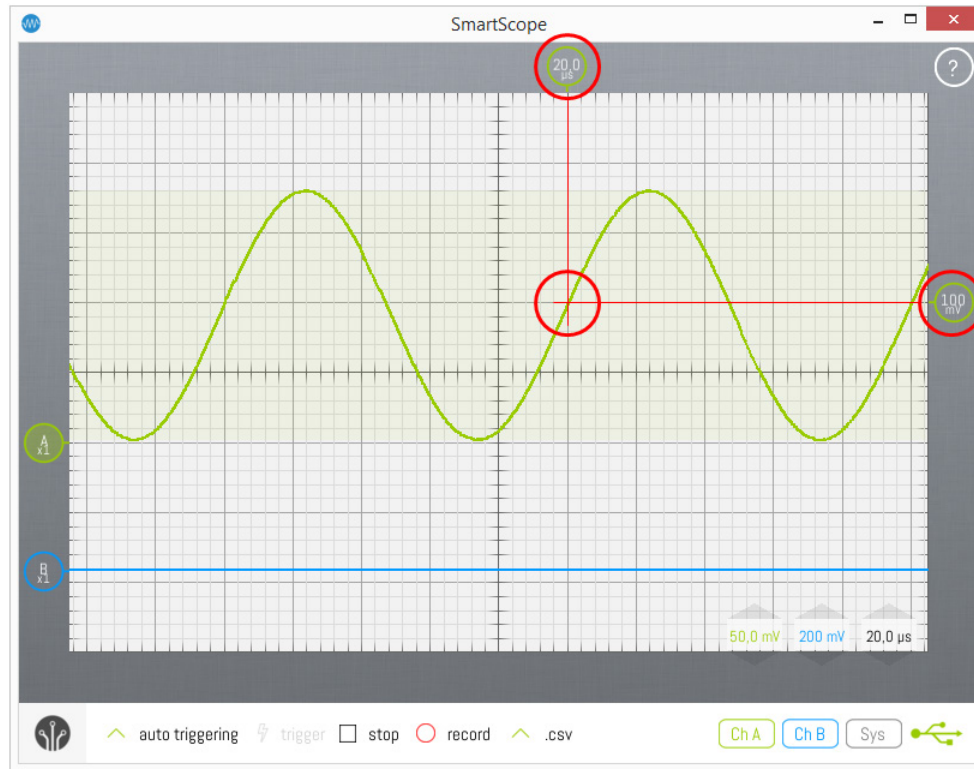 SmartScope
20,0
µs
?
100
mV
A
x1
B
x1
50,0 mV 200 mV 20,0 µs
auto triggering trigger stop record .csv
Ch A Ch B Sys